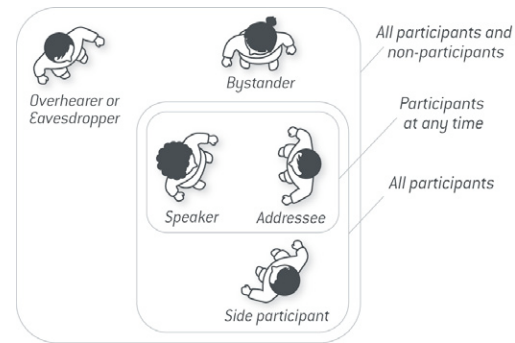 All participants and
non-participants
Overhearer or
Eavesdropper
Bystander
Participants
at any time
All participants
Speaker
Addressee
Side participant